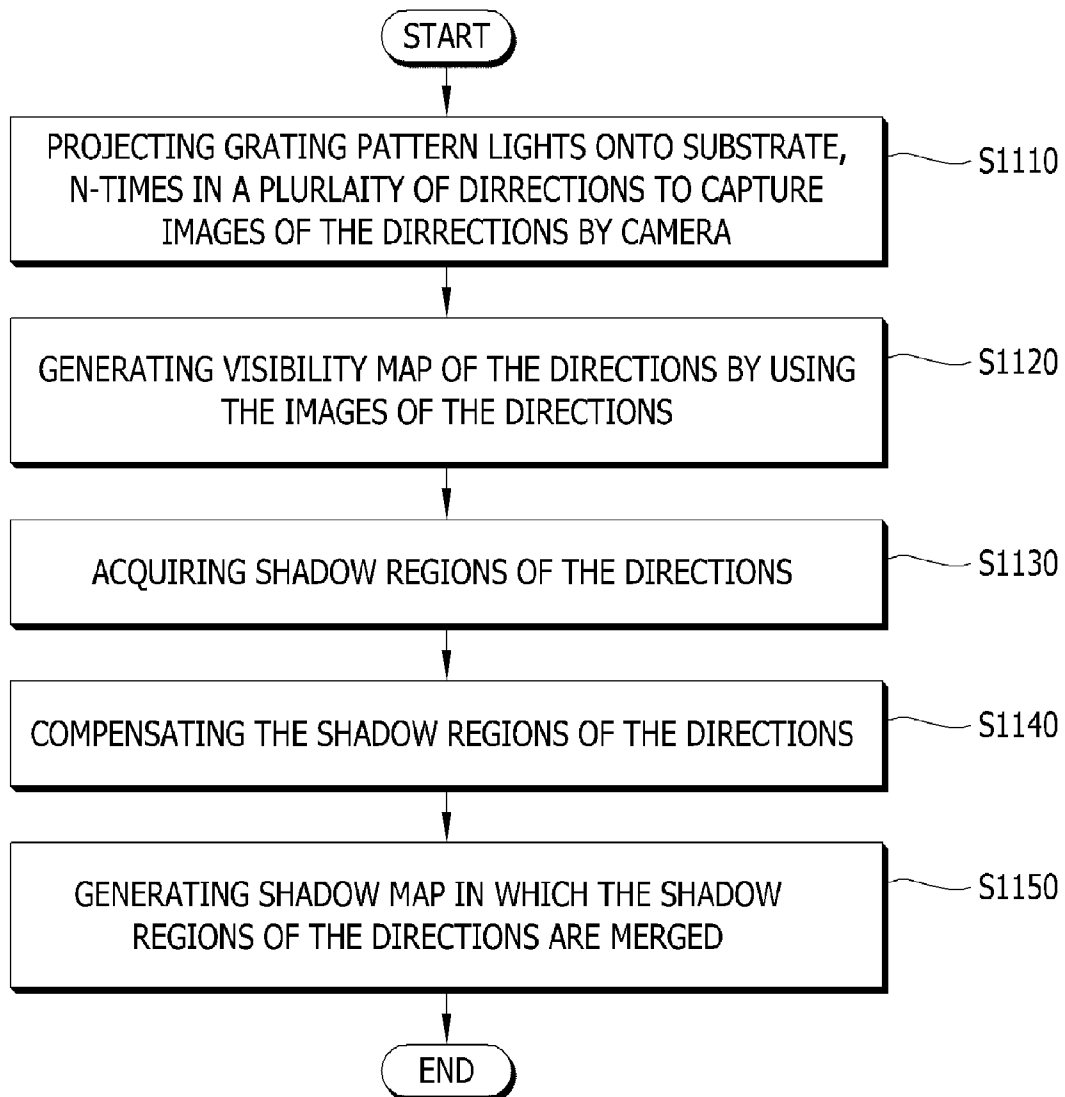 START
PROJECTING GRATING PATTERN LIGHTS ONTO SUBSTRATE,
N-TIMES IN A PLURLAITY OF DIRRECTIONS TO CAPTURE
IMAGES OF THE DIRRECTIONS BY CAMERA
S1110
GENERATING VISIBILITY MAP OF THE DIRECTIONS BY USING
THE IMAGES OF THE DIRECTIONS
S1120
ACQUIRING SHADOW REGIONS OF THE DIRECTIONS
S1130
COMPENSATING THE SHADOW REGIONS OF THE DIRECTIONS
S1140
GENERATING SHADOW MAP IN WHICH THE SHADOW
REGIONS OF THE DIRECTIONS ARE MERGED
S1150
END